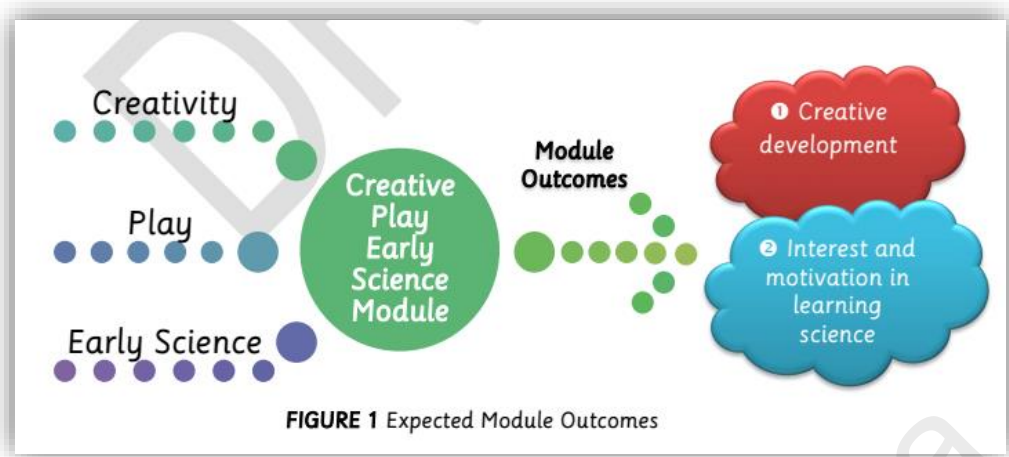 Creativity
Play
Early Science
Creative
Play
Early
Science
Module
Module
Outcomes
❶ Creative
development
❷ Interest and
motivation in
learning
science
FIGURE 1 Expected Module Outcomes